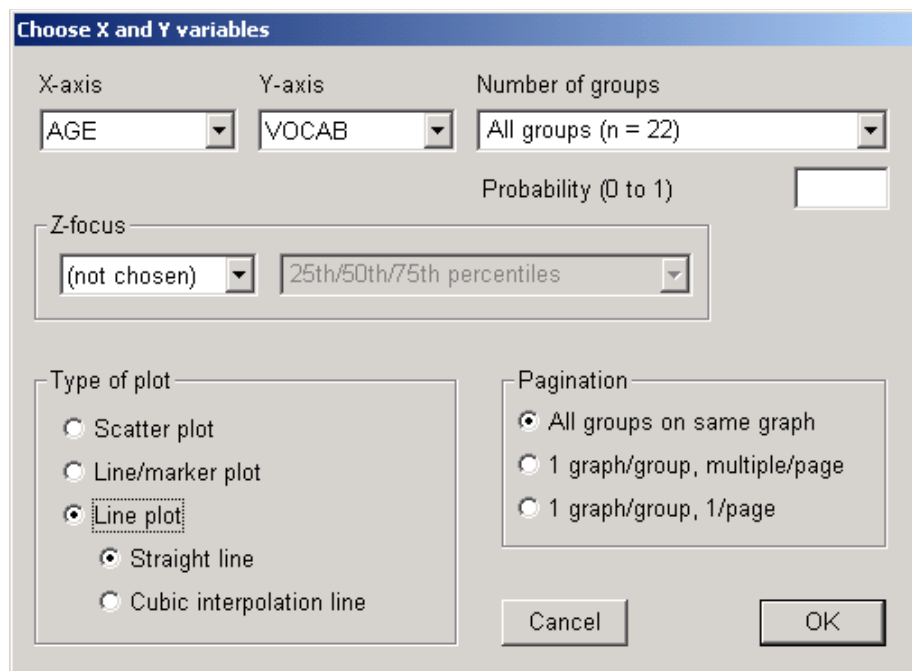 Choose X and Y variables
X-axis Y-axis Number of groups
AGE VOCAB All groups (n = 22)
Probability (0 to 1)
Z-focus
(not chosen) 25th/50th/75th percentiles
Type of plot Pagination
Scatter plot All groups on same graph
Line/marker plot 1 graph/group, multiple/page
Line plot 1 graph/group, 1/page
Straight line
Cubic interpolation line
Cancel OK